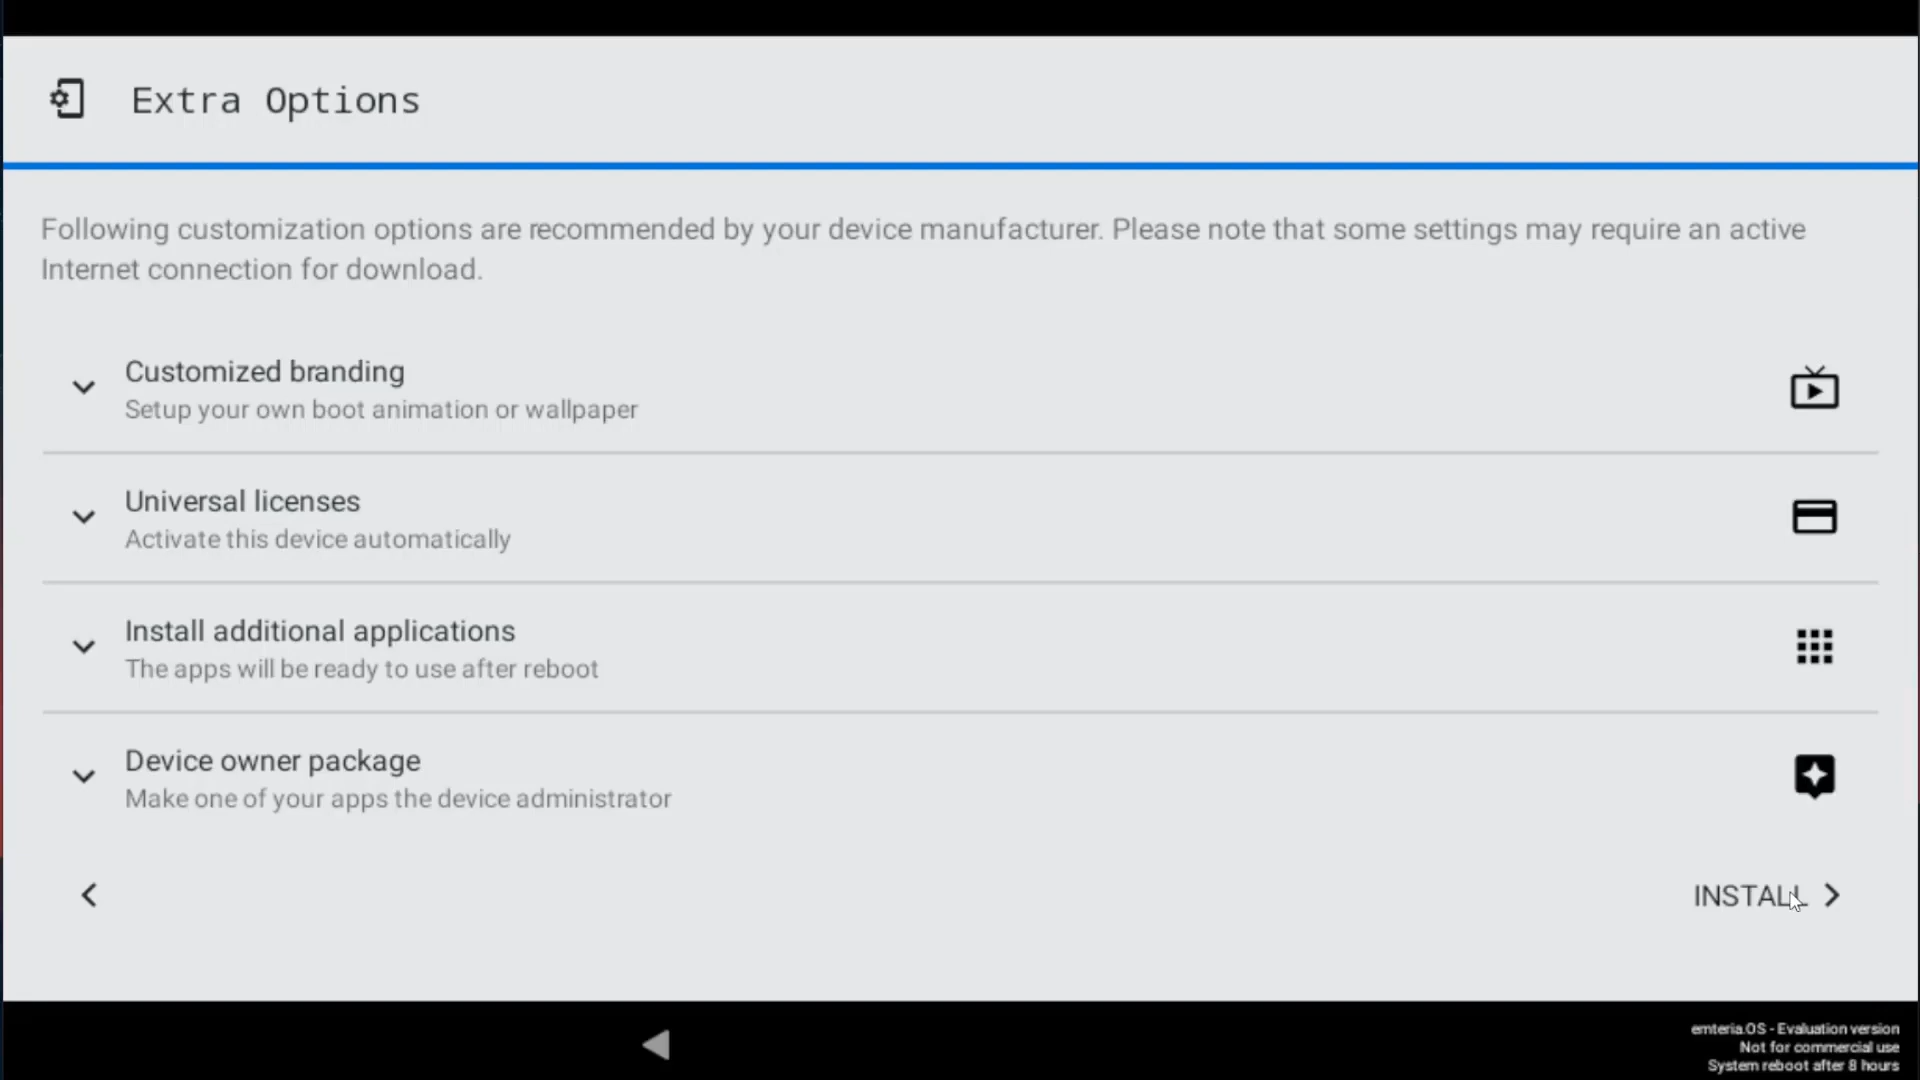 Extra Options
Following customization options are recommended by your device manufacturer. Please note that some settings may require an active
Internet connection for download.
Customized branding
Setup your own boot animation or wallpaper
Universal licenses
Activate this device automatically
Install additional applications
The apps will be ready to use after reboot
Device owner package
Make one of your apps the device administrator
INSTALL
emteria.OS - Evaluation version
Not for commercial use
System reboot after 8 hours